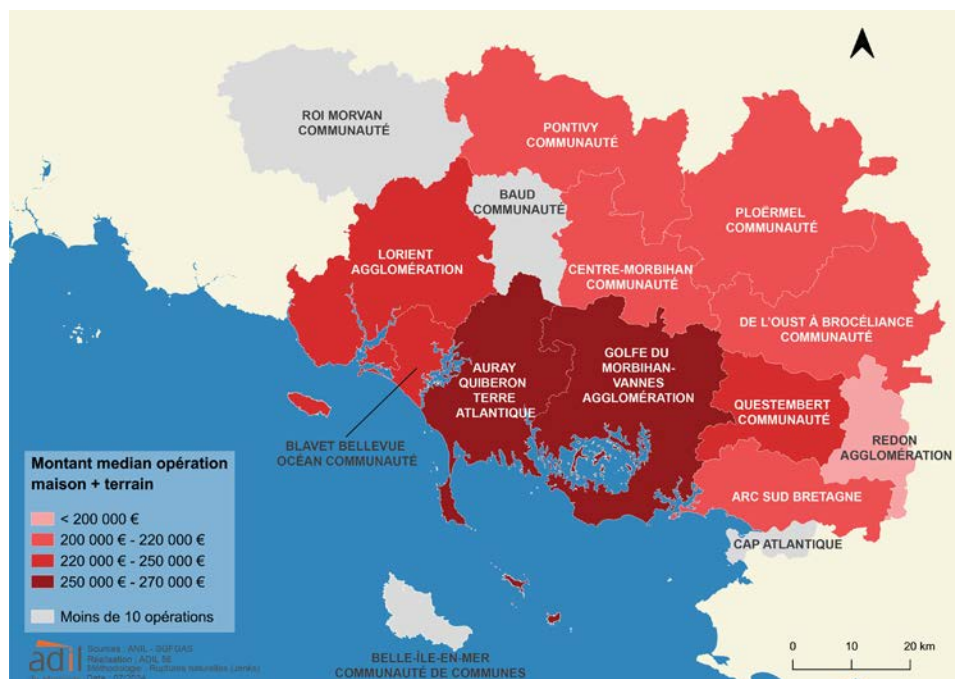 ROI MORVAN
COMMUNAUTÉ
PONTIVY
COMMUNAUTÉ
BAUD
COMMUNAUTÉ
PLOËRMEL
COMMUNAUTÉ
LORIENT
AGGLOMÉRATION
CENTRE-MORBIHAN
COMMUNAUTÉ
DE L'OUST À BROCÉLIANCE
COMMUNAUTÉ
AURAY
QUIBERON
TERRE
ATLANTIQUE
GOLFE DU
MORBIHAN-
VANNES
AGGLOMÉRATION
QUESTEMBERT
COMMUNAUTÉ
BLAVET BELLEVUE
OCÉAN COMMUNAUTÉ
REDON
AGGLOMÉRATION
ARC SUD BRETAGNE
CAP ATLANTIQUE
BELLE-ÎLE-EN-MER
COMMUNAUTÉ DE COMMUNES
Montant median opération
maison + terrain
< 200 000 €
200 000 € - 220 000 €
220 000 € - 250 000 €
250 000 € - 270 000 €
Moins de 10 opérations
adil
Sources : ANIL - SGFGAS
Réalisation : ADIL 56
Méthodologie : Ruptures naturelles (Jenks)
0 10 20 km